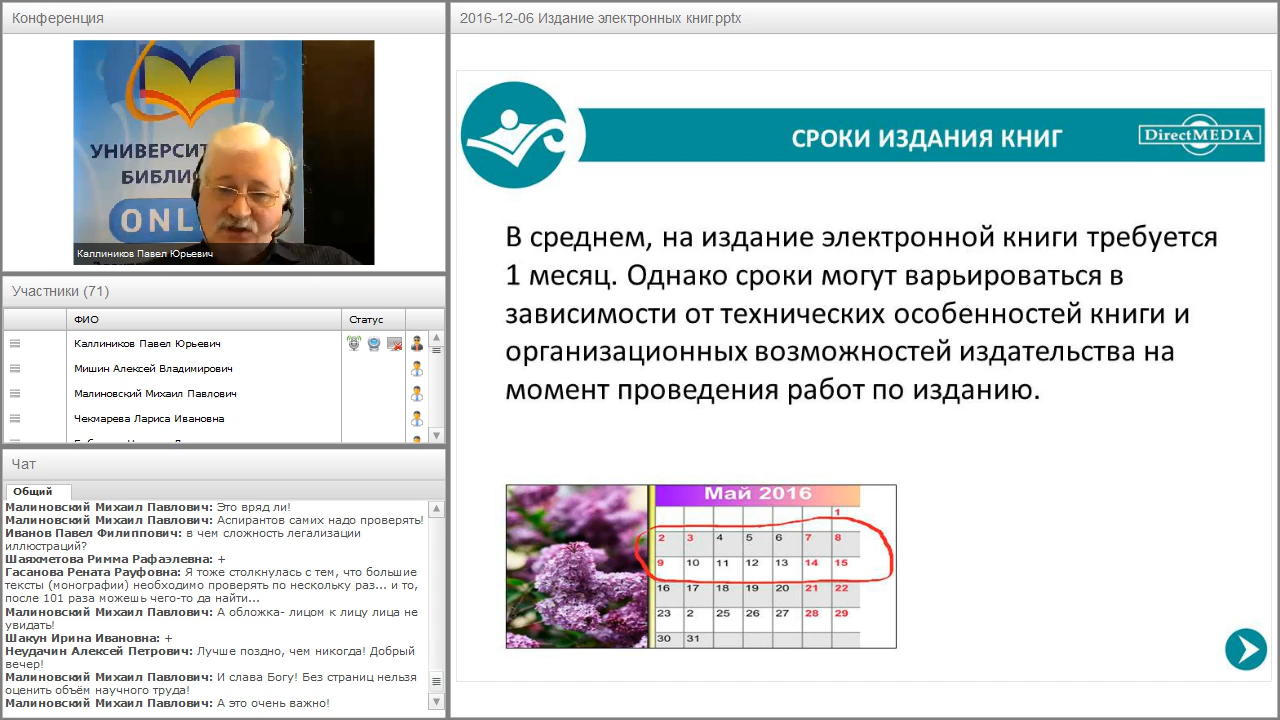 Конференция
УНИВЕРСИТ
БИБЛИ
ONL
Каллиников Павел Юрьевич
Участники (71)
ФИО Статус
Каллиников Павел Юрьевич
Мишин Алексей Владимирович
Малиновский Михаил Павлович
Чекмарева Лариса Ивановна
Чат
Общий
Малиновский Михаил Павлович: Это вряд ли!
Малиновский Михаил Павлович: Аспирантов самих надо проверять!
Иванов Павел Филиппович: в чем сложность легализации
иллюстраций?
Шаяхметова Римма Рафаэлевна: +
Гасанова Рената Рауфовна: Я тоже столкнулась с тем, что большие
тексты (монографии) необходимо проверять по нескольку раз... и то,
после 101 раза можешь чего-то да найти...
Малиновский Михаил Павлович: А обложка- лицом к лицу лица не
увидать!
Шакун Ирина Ивановна: +
Неудачин Алексей Петрович: Лучше поздно, чем никогда! Добрый
вечер!
Малиновский Михаил Павлович: И слава Богу! Без страниц нельзя
оценить объём научного труда!
Малиновский Михаил Павлович: А это очень важно!
2016-12-06 Издание электронных книг.pptx
СРОКИ ИЗДАНИЯ КНИГ
DirectMEDIA
В среднем, на издание электронной книги требуется
1 месяц. Однако сроки могут варьироваться в
зависимости от технических особенностей книги и
организационных возможностей издательства на
момент проведения работ по изданию.
Май 2016
1
2 3 4 5 6 7 8
9 10 11 12 13 14 15
16 17 18 19 20 21 22
23 2 25 26 27 28 29
30 31